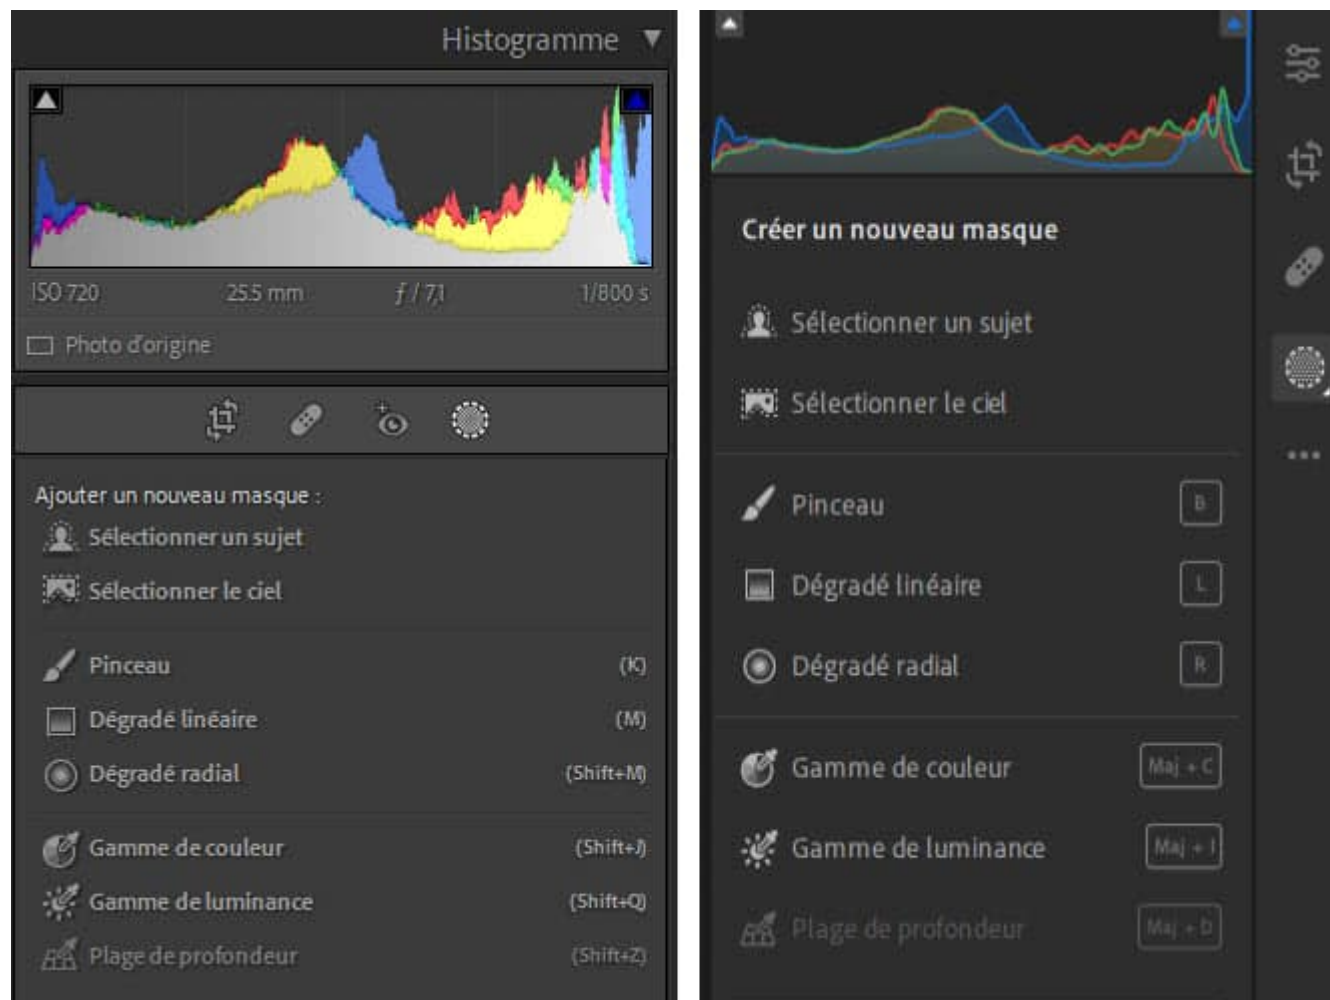 Histogramme
ISO 720 25.5 mm ƒ / 7,1 1/800 s
Photo d'origine
Ajouter un nouveau masque :
Sélectionner un sujet
Sélectionner le ciel
Pinceau (K)
Dégradé linéaire (M)
Dégradé radial (Shift+M)
Gamme de couleur (Shift+J)
Gamme de luminance (Shift+Q)
Plage de profondeur (Shift+Z)
Créer un nouveau masque
Sélectionner un sujet
Sélectionner le ciel
Pinceau B
Dégradé linéaire L
Dégradé radial R
Gamme de couleur Maj + C
Gamme de luminance Maj + I
Plage de profondeur Maj + D